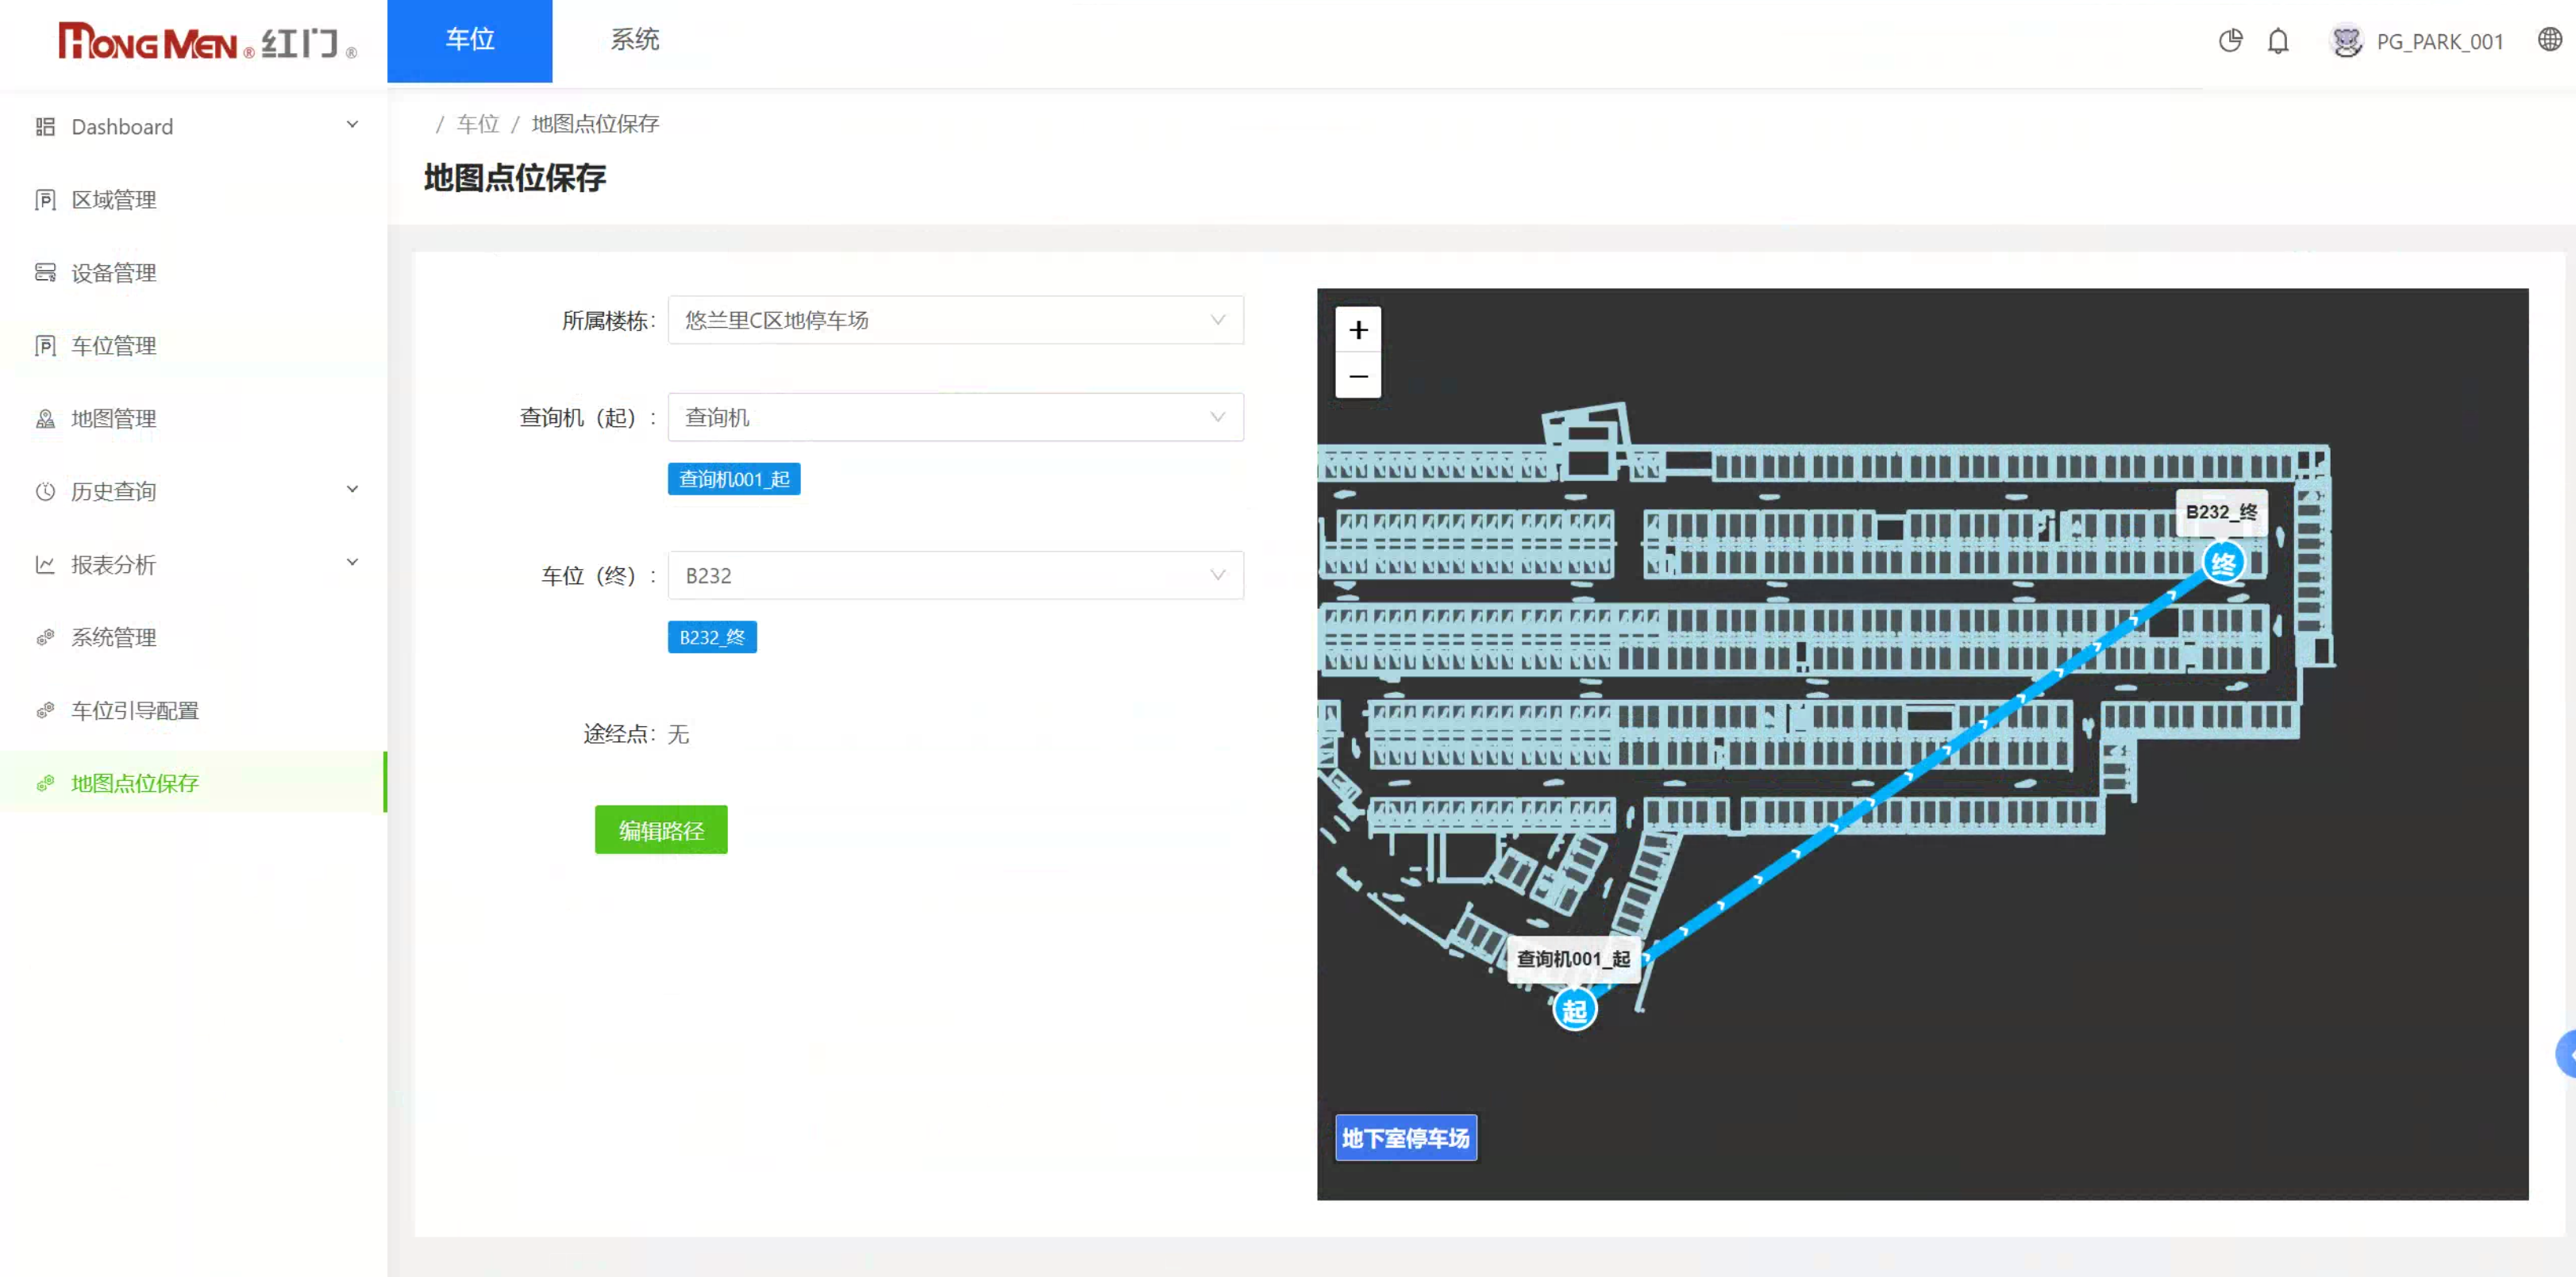 HONGMEN® 红门®
车位
系统
PG_PARK_001
Dashboard
区域管理
设备管理
车位管理
地图管理
历史查询
报表分析
系统管理
车位引导配置
地图点位保存
/ 车位 / 地图点位保存
地图点位保存
所属楼栋: 悠兰里C区地停车场
查询机（起）: 查询机
查询机001_起
车位（终）: B232
B232_终
途经点: 无
编辑路径
+
−
B232_终
终
查询机001_起
起
地下室停车场